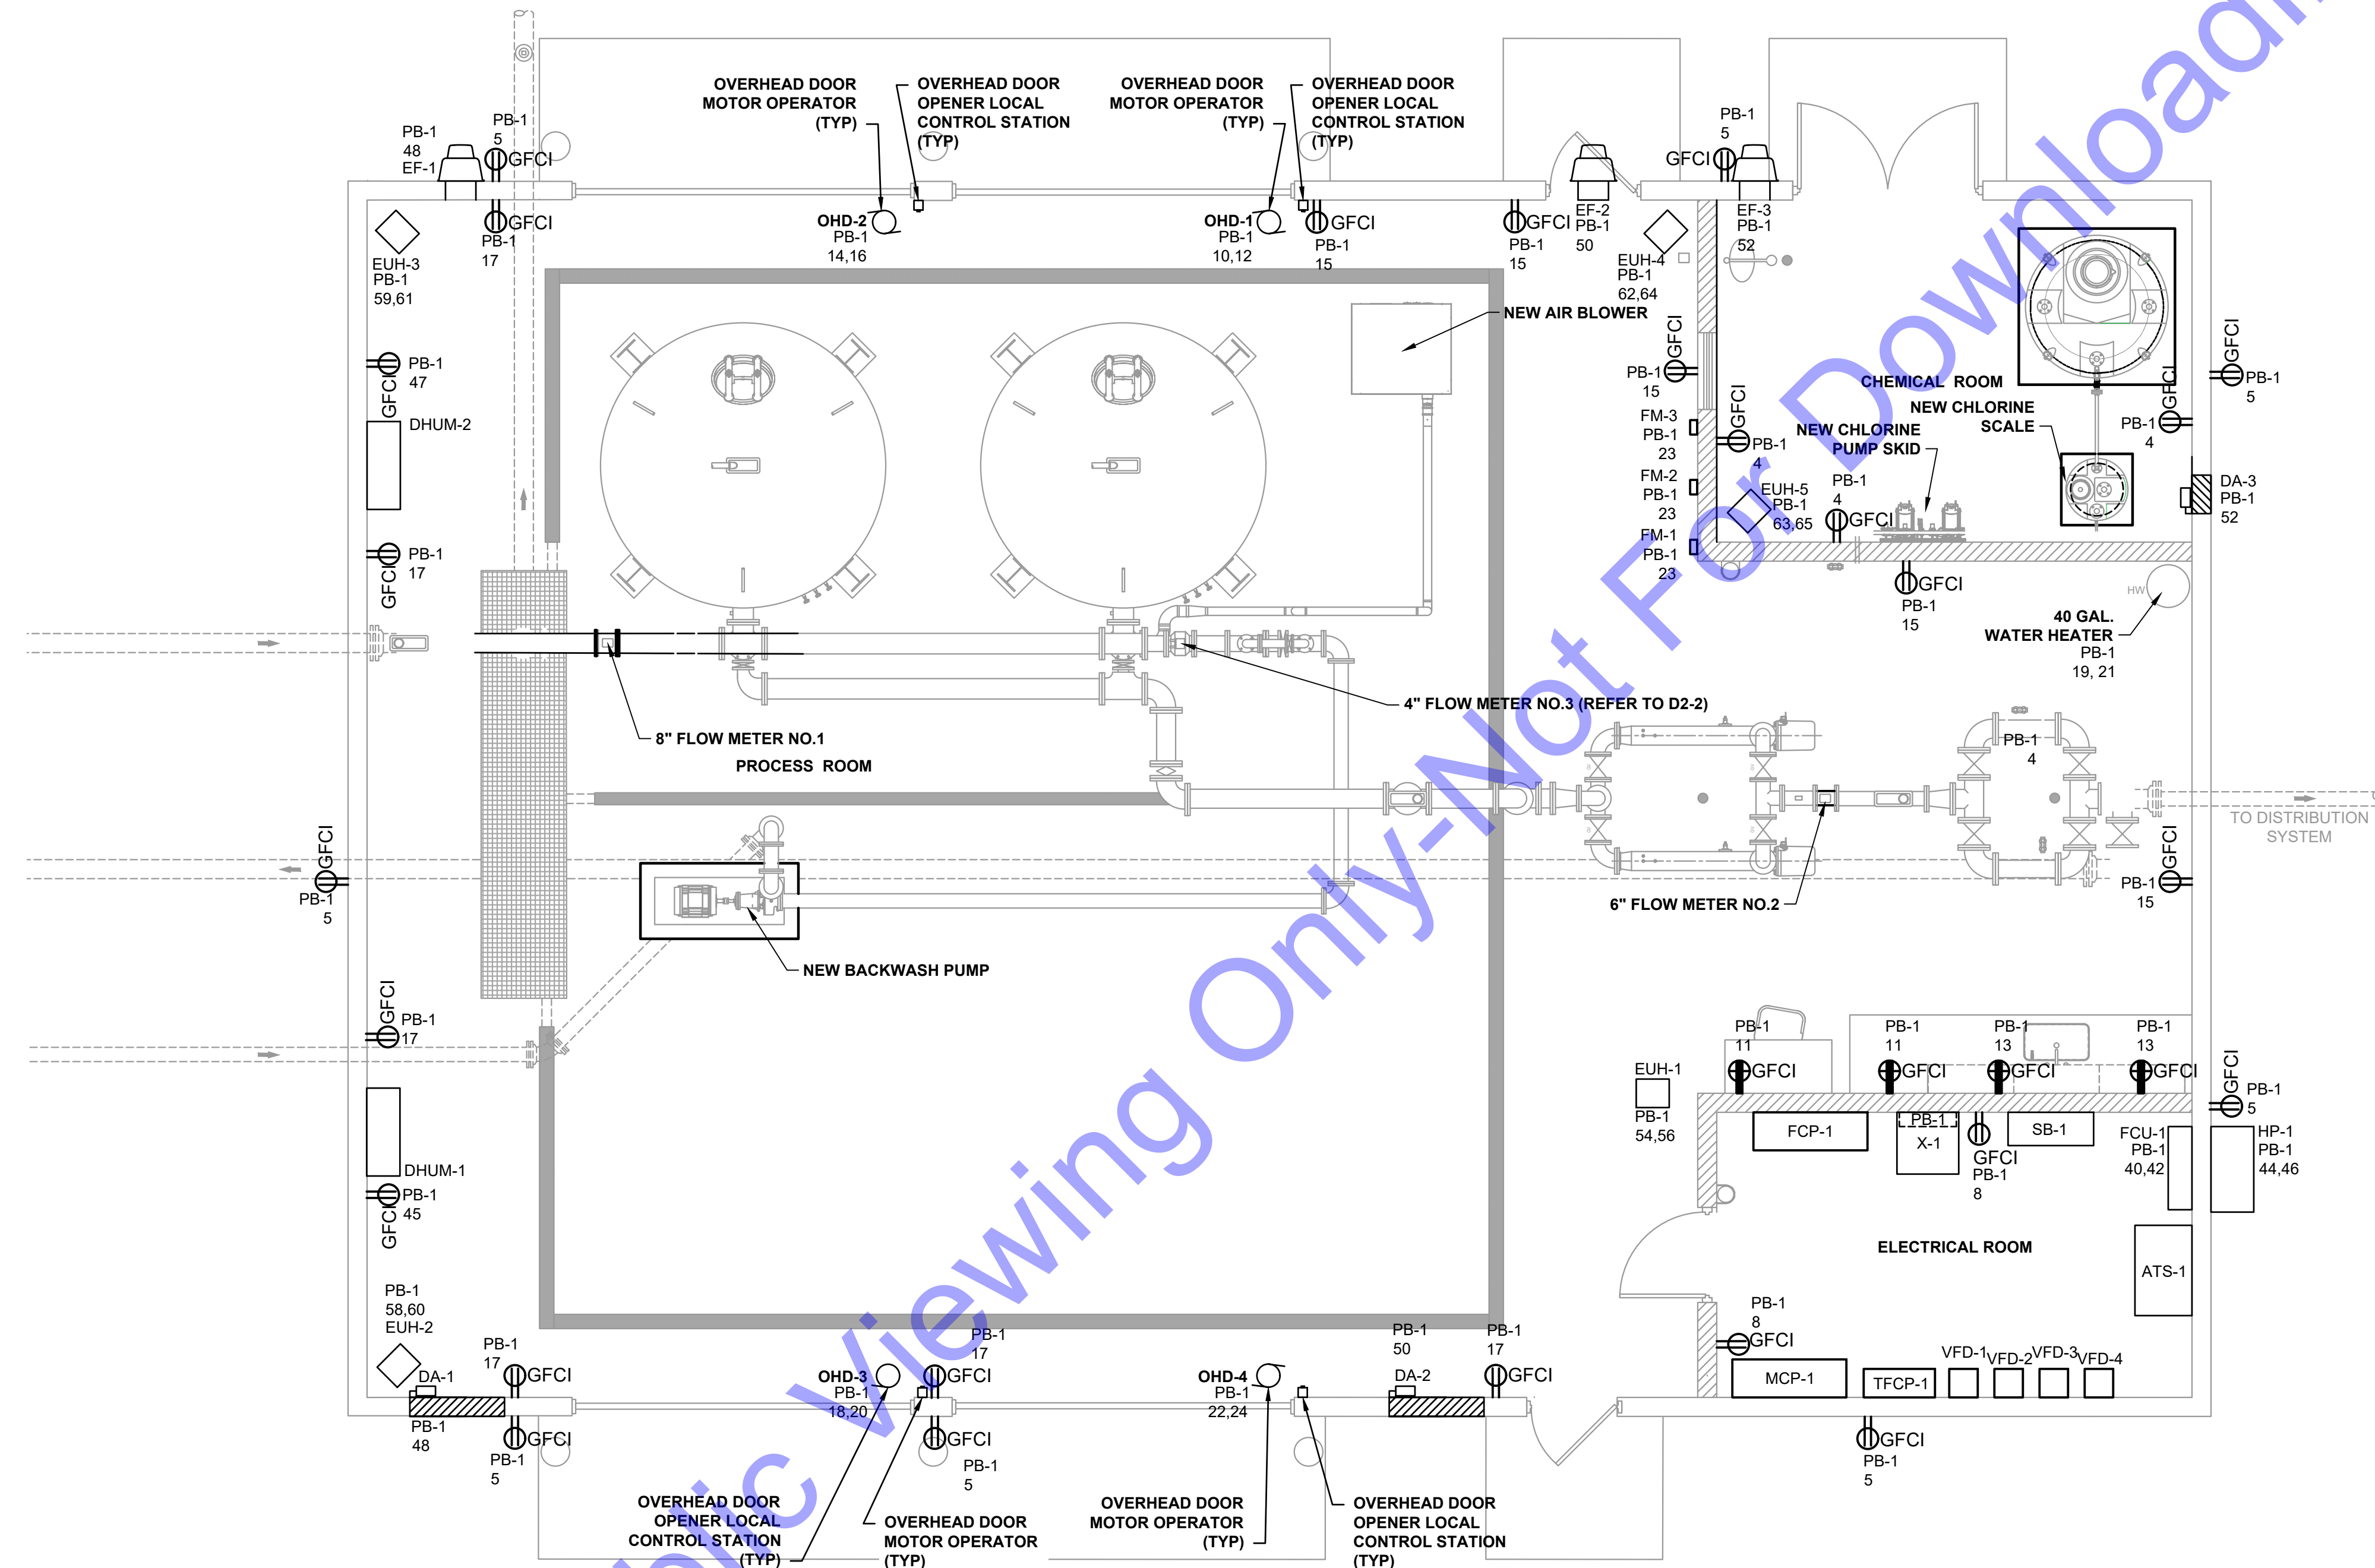 OVERHEAD DOOR
MOTOR OPERATOR
(TYP)
OVERHEAD DOOR
OPENER LOCAL
CONTROL STATION
(TYP)
OVERHEAD DOOR
MOTOR OPERATOR
(TYP)
OVERHEAD DOOR
OPENER LOCAL
CONTROL STATION
(TYP)
PB-1
48
EF-1
PB-1
5
GFCI
GFCI
PB-1
17
OHD-2
PB-1
14,16
OHD-1
PB-1
10,12
GFCI
PB-1
15
GFCI
PB-1
15
EF-2
PB-1
50
PB-1
5
GFCI
EF-3
PB-1
52
EUH-3
PB-1
59,61
EUH-4
PB-1
62,64
NEW AIR BLOWER
GFCI
PB-1
47
DHUM-2
PB-1
17
GFCI
GFCI
PB-1
15
FM-3
PB-1
23
FM-2
PB-1
23
FM-1
PB-1
23
GFCI
PB-1
4
EUH-5
PB-1
63,65
CHEMICAL ROOM
NEW CHLORINE
SCALE
NEW CHLORINE
PUMP SKID
PB-1
4
GFCI
GFCI
PB-1
4
GFCI
PB-1
5
DA-3
PB-1
52
GFCI
PB-1
15
HW
40 GAL.
WATER HEATER
PB-1
19, 21
4" FLOW METER NO.3 (REFER TO D2-2)
8" FLOW METER NO.1
PROCESS ROOM
PB-1
4
TO DISTRIBUTION
SYSTEM
GFCI
PB-1
5
GFCI
PB-1
15
6" FLOW METER NO.2
NEW BACKWASH PUMP
GFCI
PB-1
17
DHUM-1
PB-1
45
GFCI
EUH-1
PB-1
54,56
PB-1
11
GFCI
PB-1
11
GFCI
PB-1
13
GFCI
PB-1
13
GFCI
GFCI
PB-1
5
FCP-1
PB-1
X-1
GFCI
PB-1
8
SB-1
FCU-1
PB-1
40,42
HP-1
PB-1
44,46
ELECTRICAL ROOM
ATS-1
PB-1
58,60
EUH-2
PB-1
17
GFCI
DA-1
PB-1
48
GFCI
PB-1
5
OHD-3
PB-1
18,20
PB-1
17
GFCI
GFCI
PB-1
5
OHD-4
PB-1
22,24
PB-1
50
DA-2
PB-1
17
GFCI
PB-1
8
GFCI
MCP-1
TFCP-1
VFD-1
VFD-2
VFD-3
VFD-4
GFCI
PB-1
5
OVERHEAD DOOR
OPENER LOCAL
CONTROL STATION
(TYP)
OVERHEAD DOOR
MOTOR OPERATOR
(TYP)
OVERHEAD DOOR
MOTOR OPERATOR
(TYP)
OVERHEAD DOOR
OPENER LOCAL
CONTROL STATION
(TYP)
Viewing Only-Not For